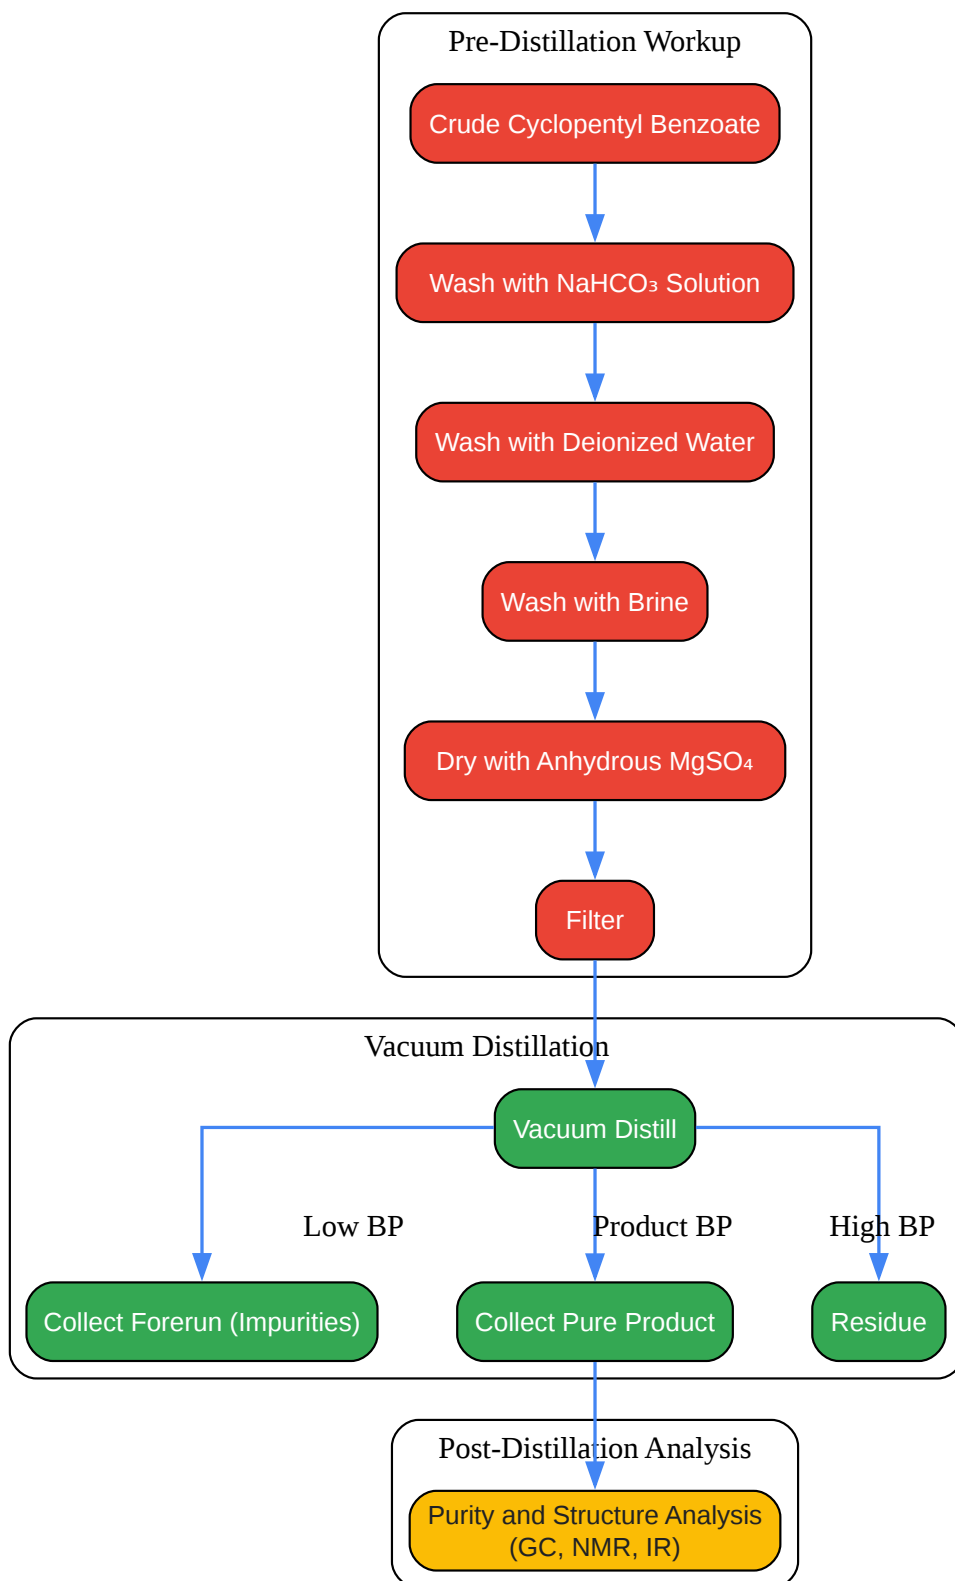 Pre-Distillation Workup
Crude Cyclopentyl Benzoate
Wash with NaHCO₃ Solution
Wash with Deionized Water
Wash with Brine
Dry with Anhydrous MgSO₄
Filter
Vacuum Distillation
Vacuum Distill
Low BP
Product BP
High BP
Collect Forerun (Impurities)
Collect Pure Product
Residue
Post-Distillation Analysis
Purity and Structure Analysis
(GC, NMR, IR)